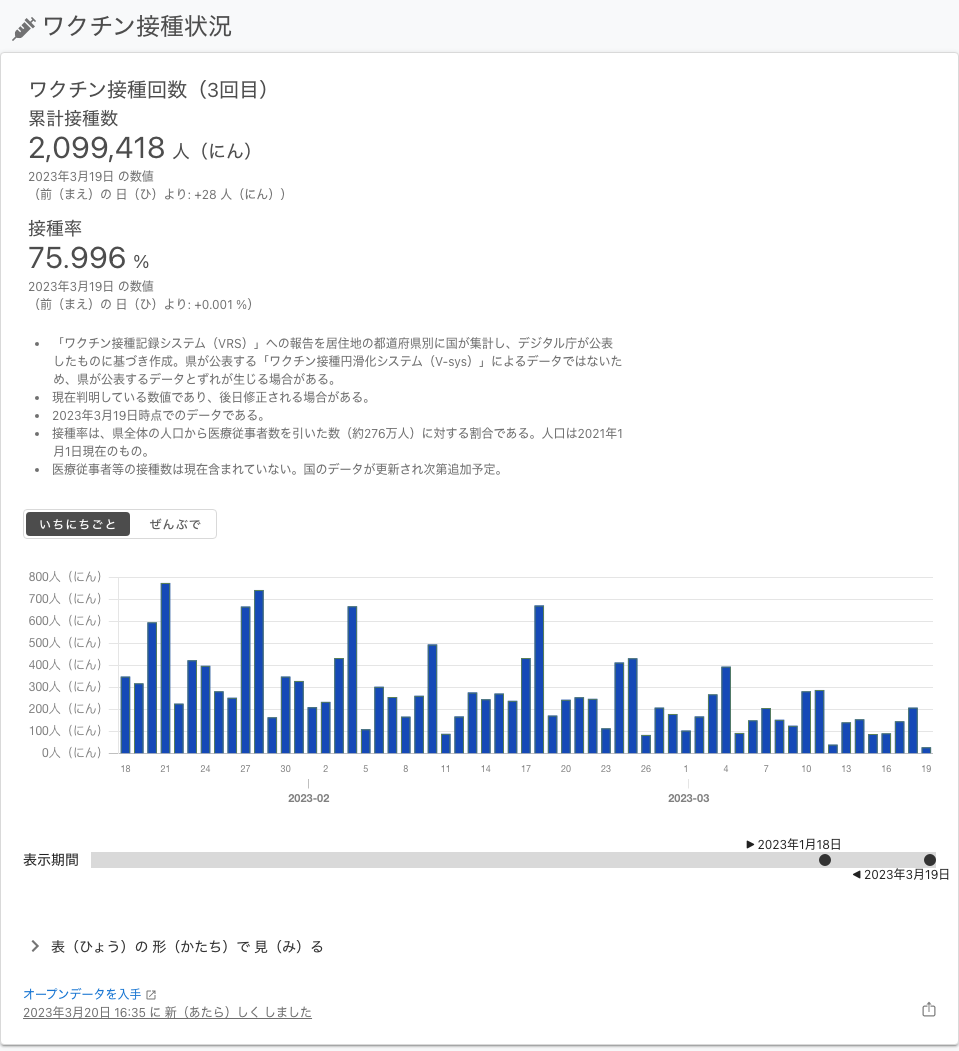 ワクチン接種状況
ワクチン接種回数（3回目）
累計接種数
2,099,418 人（にん）
2023年3月19日 の数値
（前（まえ）の 日（ひ）より: +28 人（にん））
接種率
75.996 %
2023年3月19日 の数値
（前（まえ）の 日（ひ）より: +0.001 %）
• 「ワクチン接種記録システム（VRS）」への報告を居住地の都道府県別に国が集計し、デジタル庁が公表
したものに基づき作成。県が公表する「ワクチン接種円滑化システム（V-sys）」によるデータではないた
め、県が公表するデータとずれが生じる場合がある。
• 現在判明している数値であり、後日修正される場合がある。
• 2023年3月19日時点でのデータである。
• 接種率は、県全体の人口から医療従事者数を引いた数（約276万人）に対する割合である。人口は2021年1
月1日現在のもの。
• 医療従事者等の接種数は現在含まれていない。国のデータが更新され次第追加予定。
いちにちごと ぜんぶで
800人（にん）
700人（にん）
600人（にん）
500人（にん）
400人（にん）
300人（にん）
200人（にん）
100人（にん）
0人（にん）
18 21 24 27 30 2 5 8 11 14 17 20 23 26 1 4 7 10 13 16 19
2023-02 2023-03
2023年1月18日
表示期間
2023年3月19日
表（ひょう）の 形（かたち）で 見（み）る
オープンデータを入手
2023年3月20日 16:35 に 新（あたら）しく しました